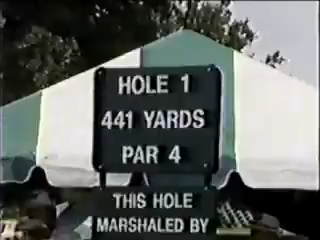 HOLE 1
441 YARDS
PAR 4
THIS HOLE
MARSHALED BY